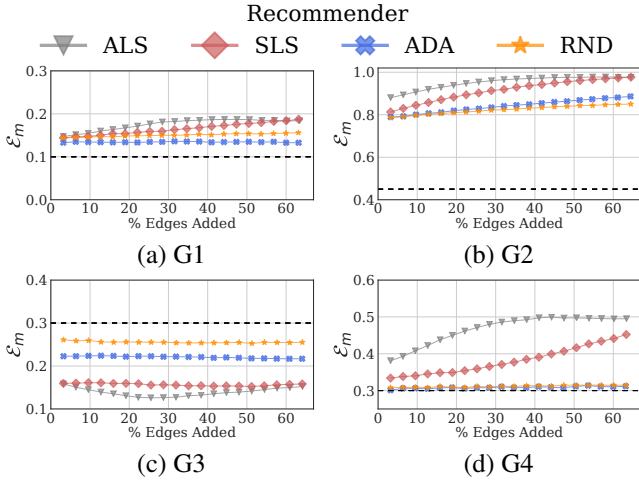 Recommender
ALS SLS ADA RND
0.3
0.2
0.1
0.0
ℰm
0 10 20 30 40 50 60
% Edges Added
(a) G1
1.0
0.8
0.6
0.4
ℰm
0 10 20 30 40 50 60
% Edges Added
(b) G2
0.4
0.3
0.2
0.1
ℰm
0 10 20 30 40 50 60
% Edges Added
(c) G3
0.6
0.5
0.4
0.3
0.2
ℰm
0 10 20 30 40 50 60
% Edges Added
(d) G4